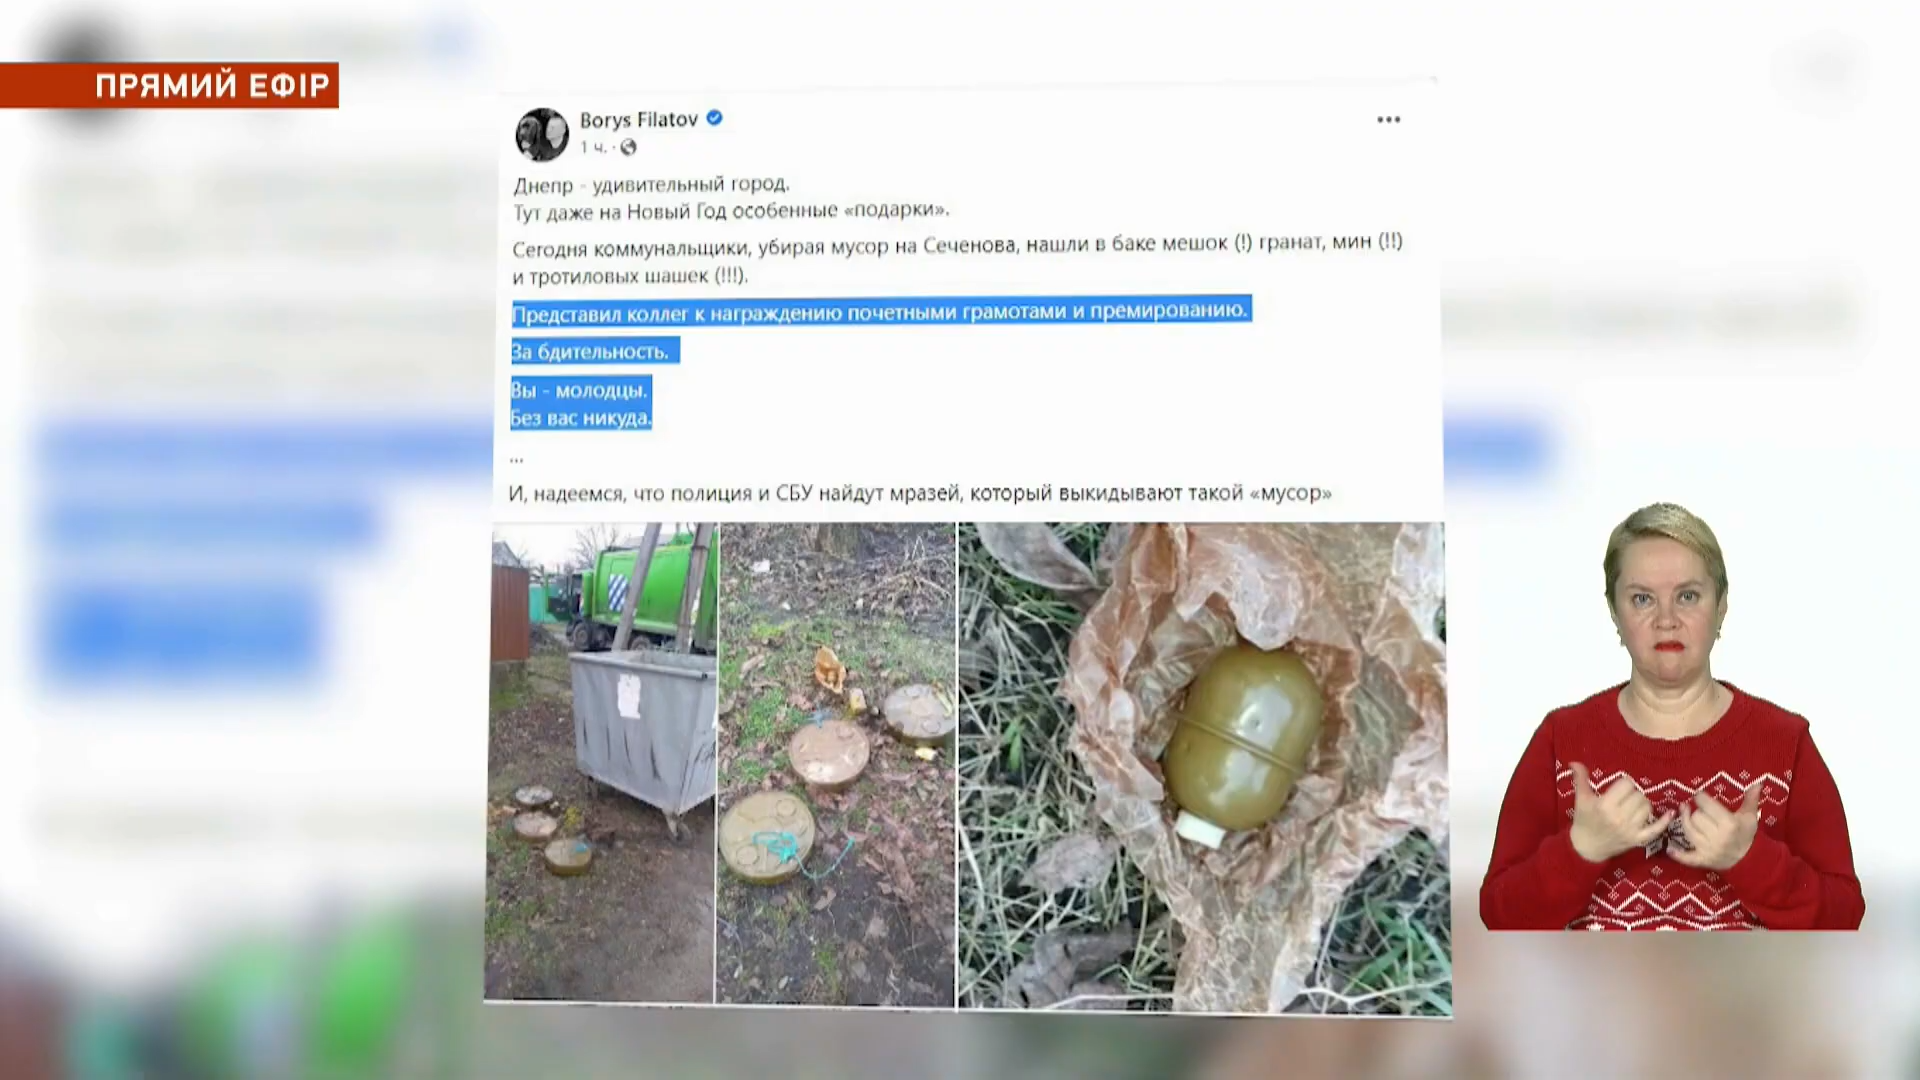 ПРЯМИЙ ЕФІР
Borys Filatov
1 ч. ·
Днепр - удивительный город.
Тут даже на Новый Год особенные «подарки».
Сегодня коммунальщики, убирая мусор на Сеченова, нашли в баке мешок (!) гранат, мин (!!)
и тротиловых шашек (!!!).
Представил коллег к награждению почетными грамотами и премированию.
За бдительность.
Вы - молодцы.
Без вас никуда.
...
И, надеемся, что полиция и СБУ найдут мразей, который выкидывают такой «мусор»